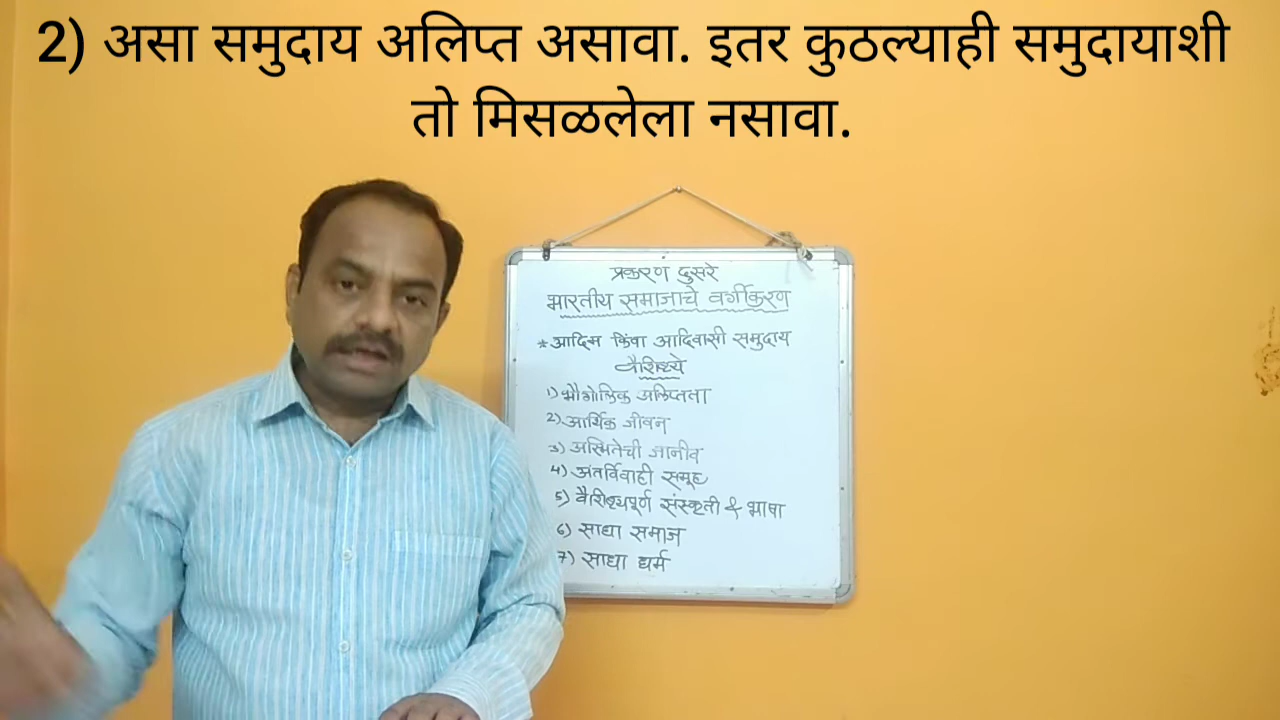 2) असा समुदाय अलिप्त असावा. इतर कुठल्याही समुदायाशी
तो मिसळलेला नसावा.
प्रकरण दुसरे
भारतीय समाजाचे वर्गीकरण
* आदिम किंवा आदिवासी समुदाय
वैशिष्ट्ये
1) भौगोलिक अलिप्तता
2) आर्थिक जीवन
3) अस्मितेची जाणीव
4) अंतर्विवाही समूह
5) वैशिष्ट्यपूर्ण संस्कृती & भाषा
6) साधा समाज
7) साधा धर्म